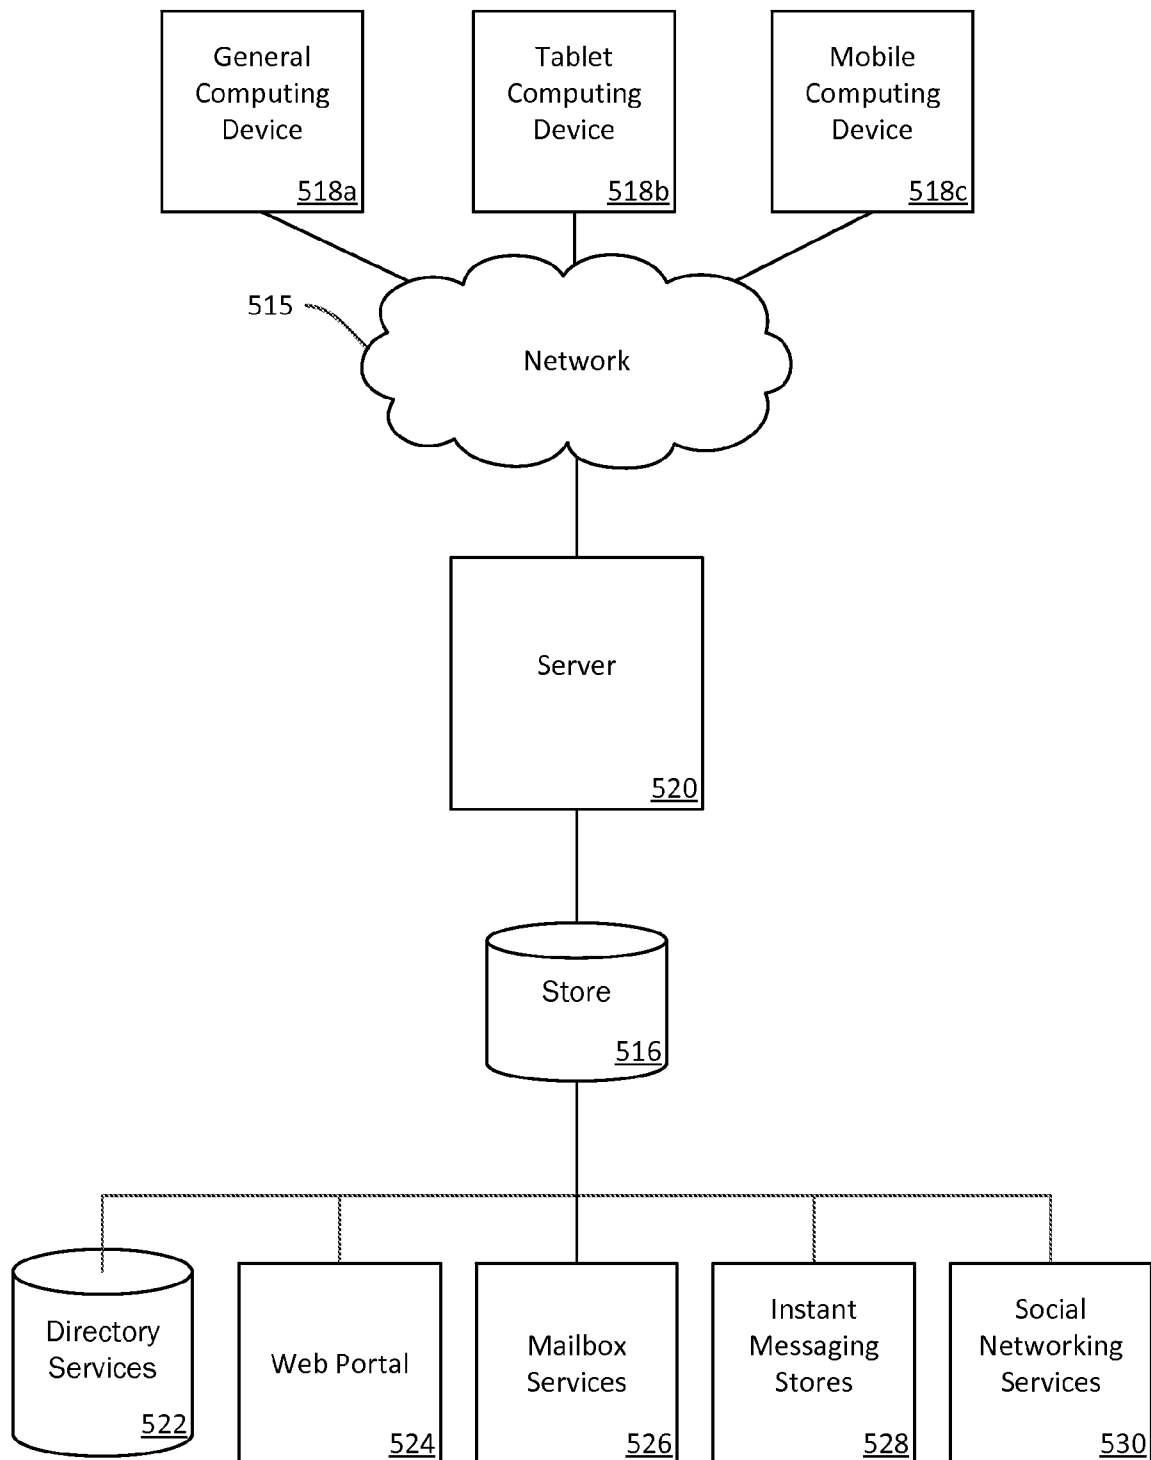 General
Computing
Device
518a
Tablet
Computing
Device
518b
Mobile
Computing
Device
518c
515
Network
Server
520
Store
516
Directory
Services
522
Web Portal
524
Mailbox
Services
526
Instant
Messaging
Stores
528
Social
Networking
Services
530